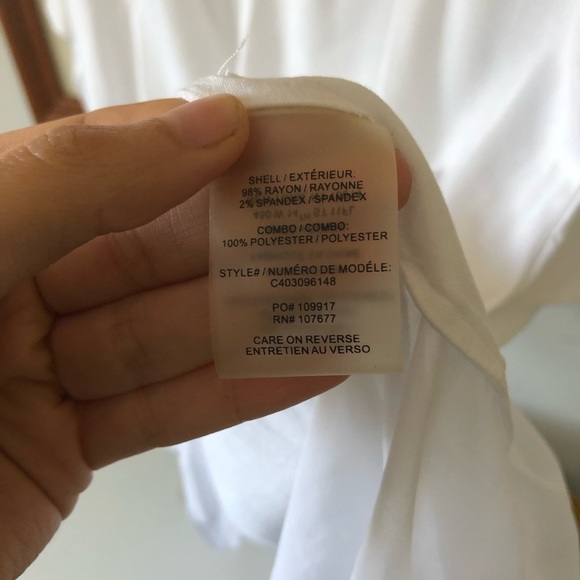 SHELL / EXTÉRIEUR:
98% RAYON / RAYONNE
2% SPANDEX / SPANDEX
COMBO / COMBO:
100% POLYESTER / POLYESTER
STYLE# / NUMÉRO DE MODÉLE:
C403096148
PO# 109917
RN# 107677
CARE ON REVERSE
ENTRETIEN AU VERSO